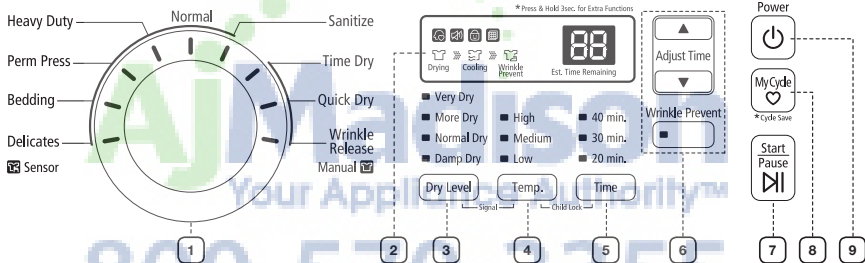 Heavy Duty
Normal
Sanitize
Perm Press
Time Dry
Bedding
Quick Dry
Delicates
Wrinkle
Release
Sensor
Manual
*Press & Hold 3sec. for Extra Functions
88
Drying
Cooling
Wrinkle
Prevent
Est. Time Remaining
Very Dry
More Dry
Normal Dry
Damp Dry
High
Medium
Low
40 min.
30 min.
20 min.
Dry Level
Temp.
Time
Signal
Child Lock
Adjust Time
Wrinkle Prevent
Power
My Cycle
*Cycle Save
Start
Pause
1
2
3
4
5
6
7
8
9
AjMadison
Your Appliance Authority™